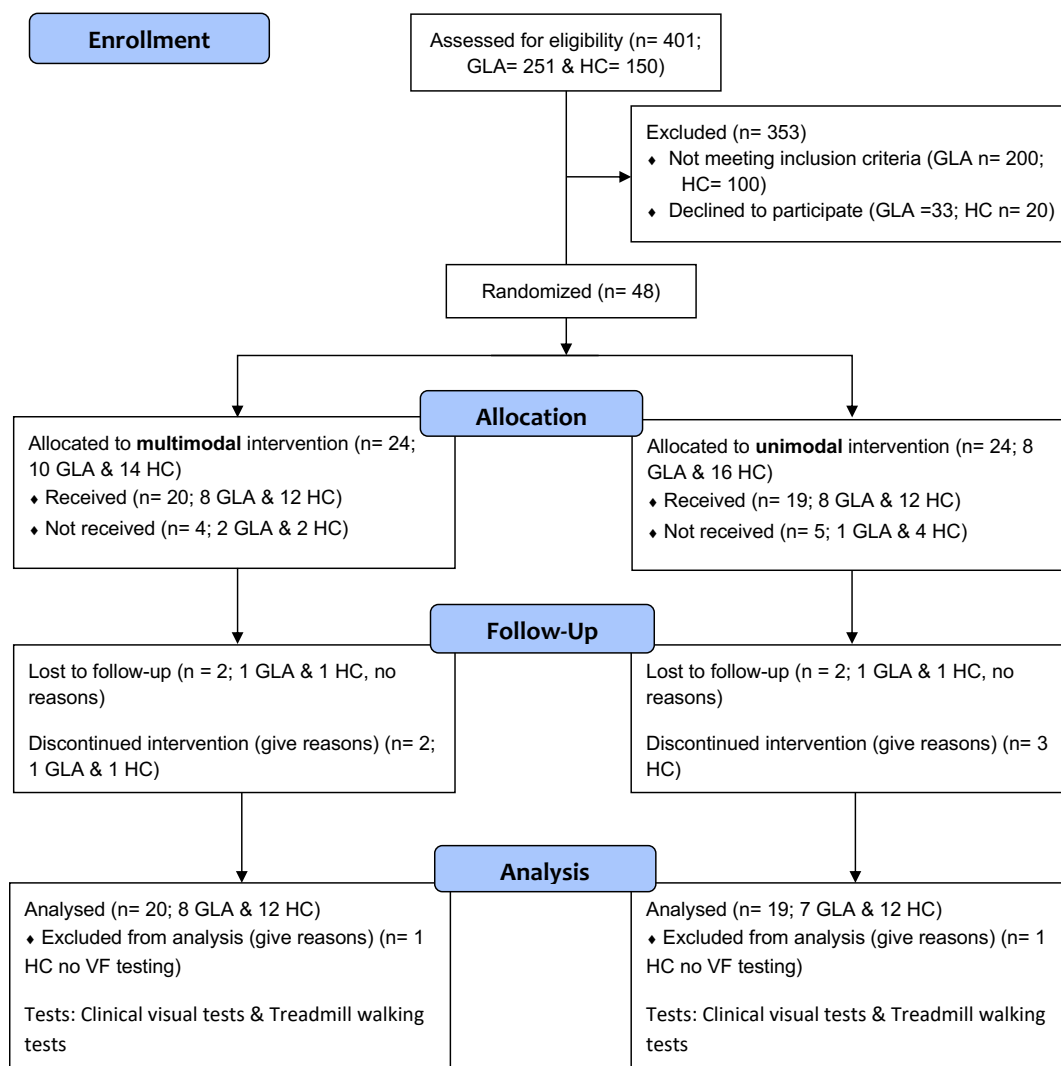 Enrollment
Assessed for eligibility (n= 401;
GLA= 251 & HC= 150)
Excluded (n= 353)
♦ Not meeting inclusion criteria (GLA n= 200;
HC= 100)
♦ Declined to participate (GLA =33; HC n= 20)
Randomized (n= 48)
Allocation
Allocated to multimodal intervention (n= 24;
10 GLA & 14 HC)
♦ Received (n= 20; 8 GLA & 12 HC)
♦ Not received (n= 4; 2 GLA & 2 HC)
Allocated to unimodal intervention (n= 24; 8
GLA & 16 HC)
♦ Received (n= 19; 8 GLA & 12 HC)
♦ Not received (n= 5; 1 GLA & 4 HC)
Follow-Up
Lost to follow-up (n = 2; 1 GLA & 1 HC, no
reasons)
Discontinued intervention (give reasons) (n= 2;
1 GLA & 1 HC)
Lost to follow-up (n= 2; 1 GLA & 1 HC, no
reasons)
Discontinued intervention (give reasons) (n= 3
HC)
Analysis
Analysed (n= 20; 8 GLA & 12 HC)
♦ Excluded from analysis (give reasons) (n= 1
HC no VF testing)
Tests: Clinical visual tests & Treadmill walking
tests
Analysed (n= 19; 7 GLA & 12 HC)
♦ Excluded from analysis (give reasons) (n= 1
HC no VF testing)
Tests: Clinical visual tests & Treadmill walking
tests